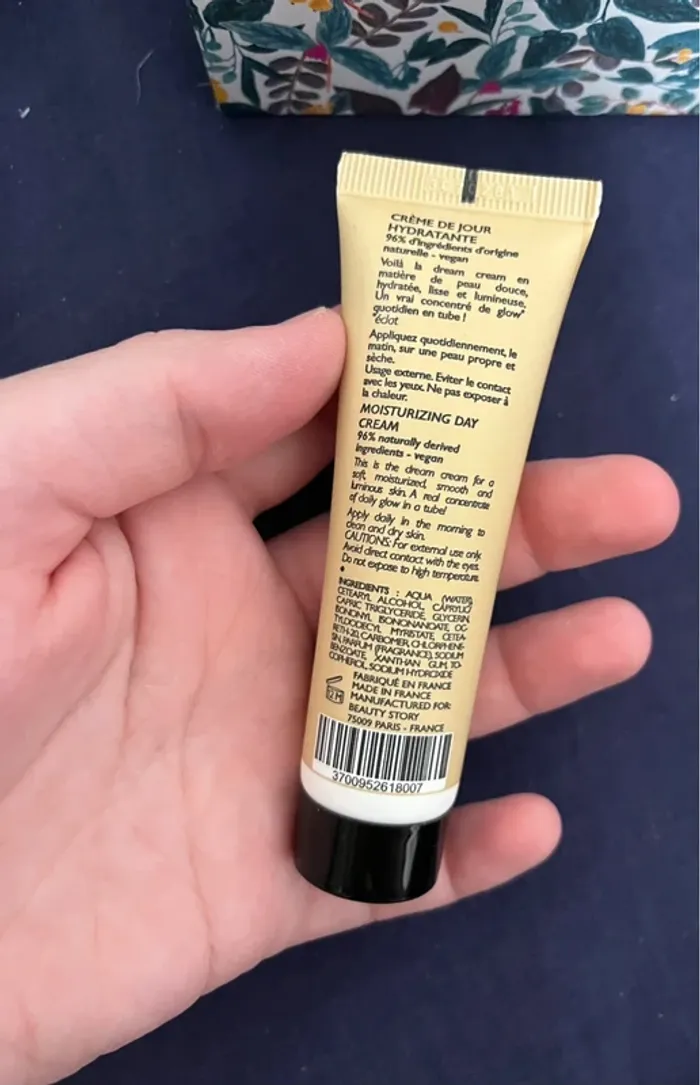 CRÈME DE JOUR
HYDRATANTE
96% d'ingrédients d'origine
naturelle - vegan
Voilà la dream cream en
matière de peau douce,
hydratée, lisse et lumineuse.
Un vrai concentré de glow*
quotidien en tube !
*éclat
Appliquez quotidiennement, le
matin, sur une peau propre et
sèche.
Usage externe. Eviter le contact
avec les yeux. Ne pas exposer à
la chaleur.
MOISTURIZING DAY
CREAM
96% naturally derived
ingredients - vegan
This is the dream cream for a
soft, moisturized, smooth and
luminous skin. A real concentrate
of daily glow in a tube!
Apply daily in the morning to
clean and dry skin.
CAUTIONS: For external use only.
Avoid direct contact with the eyes.
Do not expose to high temperature.
INGREDIENTS : AQUA (WATER),
CETEARYL ALCOHOL, CAPRYLIC/
CAPRIC TRIGLYCERIDE, GLYCERIN,
ISONONYL ISONONANOATE, OC-
TYLDODECYL MYRISTATE, CETEA-
RETH-20, CARBOMER, CHLORPHENE-
SIN, PARFUM (FRAGRANCE), SODIUM
BENZOATE, XANTHAN GUM, TO-
COPHEROL, SODIUM HYDROXIDE
FABRIQUÉ EN FRANCE
MADE IN FRANCE
12 M
MANUFACTURED FOR:
BEAUTY STORY
75009 PARIS - FRANCE
3700952618007